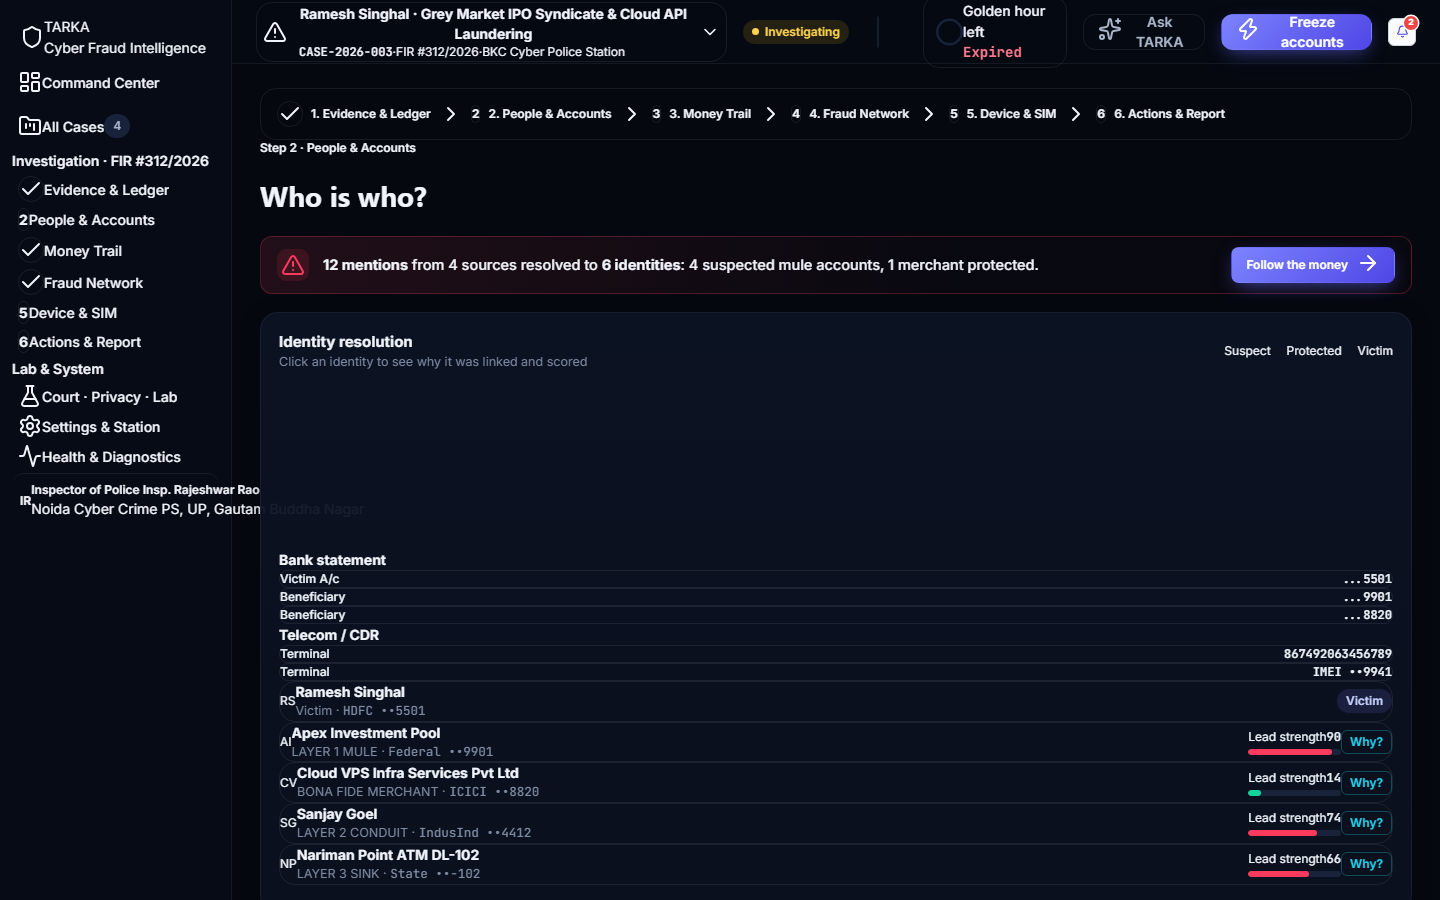 TARKA
Cyber Fraud Intelligence
Command Center
All Cases 4
Investigation · FIR #312/2026
Evidence & Ledger
2 People & Accounts
Money Trail
Fraud Network
5 Device & SIM
6 Actions & Report
Lab & System
Court · Privacy · Lab
Settings & Station
Health & Diagnostics
IR
Inspector of Police Insp. Rajeshwar Rao
Noida Cyber Crime PS, UP, Gautam Buddha Nagar
Ramesh Singhal · Grey Market IPO Syndicate & Cloud API
Laundering
CASE-2026-003·FIR #312/2026·BKC Cyber Police Station
Investigating
Golden hour
left
Expired
Ask
TARKA
Freeze
accounts
2
1. Evidence & Ledger
2 2. People & Accounts
3 3. Money Trail
4 4. Fraud Network
5 5. Device & SIM
6 6. Actions & Report
Step 2 · People & Accounts
Who is who?
12 mentions from 4 sources resolved to 6 identities: 4 suspected mule accounts, 1 merchant protected.
Follow the money
Identity resolution
Click an identity to see why it was linked and scored
Suspect Protected Victim
Bank statement
Victim A/c ...5501
Beneficiary ...9901
Beneficiary ...8820
Telecom / CDR
Terminal 867492063456789
Terminal IMEI ••9941
RS
Ramesh Singhal
Victim · HDFC ••5501
Victim
AI
Apex Investment Pool
LAYER 1 MULE · Federal ••9901
Lead strength90
Why?
CV
Cloud VPS Infra Services Pvt Ltd
BONA FIDE MERCHANT · ICICI ••8820
Lead strength14
Why?
SG
Sanjay Goel
LAYER 2 CONDUIT · IndusInd ••4412
Lead strength74
Why?
NP
Nariman Point ATM DL-102
LAYER 3 SINK · State ••-102
Lead strength66
Why?